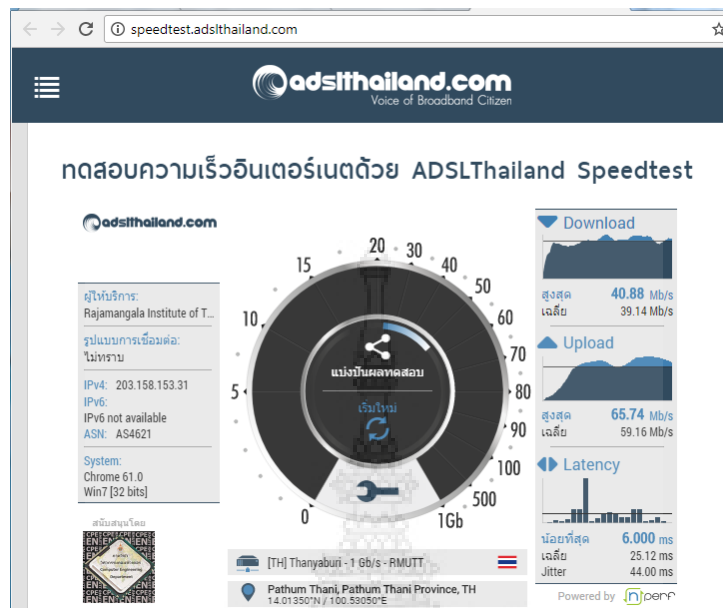 speedtest.adslthailand.com
adslthailand.com
Voice of Broadband Citizen
ทดสอบความเร็วอินเตอร์เนตด้วย ADSLThailand Speedtest
adslthailand.com
ผู้ให้บริการ:
Rajamangala Institute of T...
รูปแบบการเชื่อมต่อ:
ไม่ทราบ
IPv4: 203.158.153.31
IPv6:
IPv6 not available
ASN: AS4621
System:
Chrome 61.0
Win7 [32 bits]
สนับสนุนโดย
Computer Engineering
Department
0
5
10
15
20
30
40
50
60
70
80
90
100
500
1Gb
แบ่งปันผลทดสอบ
เริ่มใหม่
[TH] Thanyaburi - 1 Gb/s - RMUTT
Pathum Thani, Pathum Thani Province, TH
14.01350°N / 100.53050°E
Download
สูงสุด 40.88 Mb/s
เฉลี่ย 39.14 Mb/s
Upload
สูงสุด 65.74 Mb/s
เฉลี่ย 59.16 Mb/s
Latency
น้อยที่สุด 6.000 ms
เฉลี่ย 25.12 ms
Jitter 44.00 ms
Powered by nperf